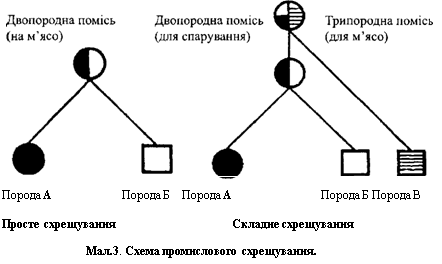 Двопородна помісь
(на м’ясо)
Двопородна помісь
(для спарування)
Трипородна помісь
(для м’ясо)
Порода А
Порода Б
Порода А
Порода Б
Порода В
Просте схрещування
Складне схрещування
Мал.3. Схема промислового схрещування.